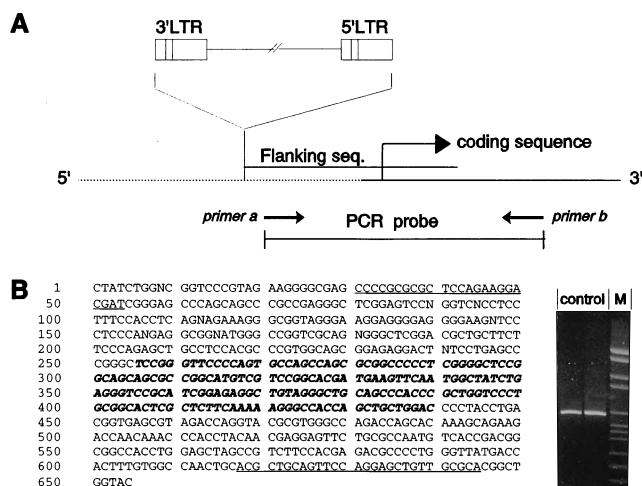 A
3'LTR 5'LTR
Flanking seq. coding sequence
5' 3'
primer a PCR probe primer b
B
1 CTATCTGGNC GGTCCCGTAG AAGGGGCGAG CCCCGCGCGC TCCAGAAGGA
50 CGATCGGGAG CCCAGCAGCC CGCCGAGGGC TCGGAGTCCN GGTCNCCTCC
100 TTTCCACCTC AGNAGAAAGG GCGGTAGGGA AGGAGGGGAG GGGAAGNTCC
150 CTCCCANGAG GCGGNATGGG CCGGTCGCAG NGGGCTCGGA CGCTGCTTCT
200 TCCCAGAGCT GCCTCCACGC CCGTGGCAGC GGAGAGGACT NTCCTGAGCC
250 CGGGCTCCGG GGTTCCCCAGT GCCAGCCAGC GCGGCCCCCT CGGGGCTCCG
300 GCAGCAGCGC CGGCATGTCG TCCGGCACGA TGAAGTTCAA TGGCTATCTG
350 AGGGTCCGCA TCGGAGAGGC TGTAGGGCTG CAGCCCACCC GCTGGTCCCT
400 GCGGCACTCG CTCTTCAAAA AGGGCCACCA GCTGCTGGAC CCCTACCTGA
450 CGGTGAGCGT AGACCAGGTA CGCGTGGGCC AGACCAGCAC AAAGCAGAAG
500 ACCAACAAAC CCACCTACAA CGAGGAGTTC TGCGCCAATG TCACCGACGG
550 CGGCCACCTG GAGCTAGCCG TCTTCCACGA GACGCCCCTG GGTTATGACC
600 ACTTTGTGGC CAACTGCACG CTGCAGTTCC AGGAGCTGTT GCGCACGGCT
650 GGTAC
control M